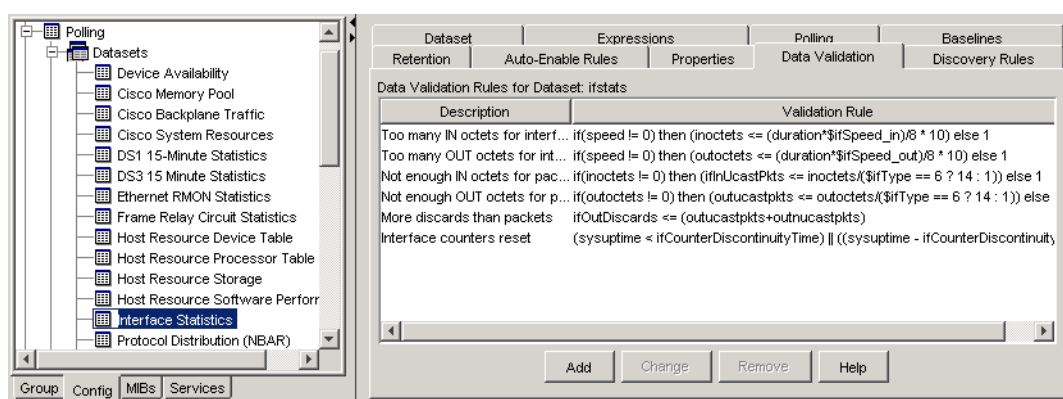 Polling
Datasets
Device Availability
Cisco Memory Pool
Cisco Backplane Traffic
Cisco System Resources
DS1 15-Minute Statistics
DS3 15 Minute Statistics
Ethernet RMON Statistics
Frame Relay Circuit Statistics
Host Resource Device Table
Host Resource Processor Table
Host Resource Storage
Host Resource Software Perforr
Interface Statistics
Protocol Distribution (NBAR)
Group Config MIBs Services
Dataset Expressions Polling Baselines
Retention Auto-Enable Rules Properties Data Validation Discovery Rules
Data Validation Rules for Dataset: ifstats
Description Validation Rule
Too many IN octets for interf... if(speed != 0) then (inoctets <= (duration*$ifSpeed_in)/8 * 10) else 1
Too many OUT octets for int... if(speed != 0) then (outoctets <= (duration*$ifSpeed_out)/8 * 10) else 1
Not enough IN octets for pac... if(inoctets != 0) then (ifInUcastPkts <= inoctets/($ifType == 6 ? 14 : 1)) else 1
Not enough OUT octets for p... if(outoctets != 0) then (outucastpkts <= outoctets/($ifType == 6 ? 14 : 1)) else
More discards than packets ifOutDiscards <= (outucastpkts+outnucastpkts)
Interface counters reset (sysuptime < ifCounterDiscontinuityTime) || ((sysuptime - ifCounterDiscontinuity
Add Change Remove Help